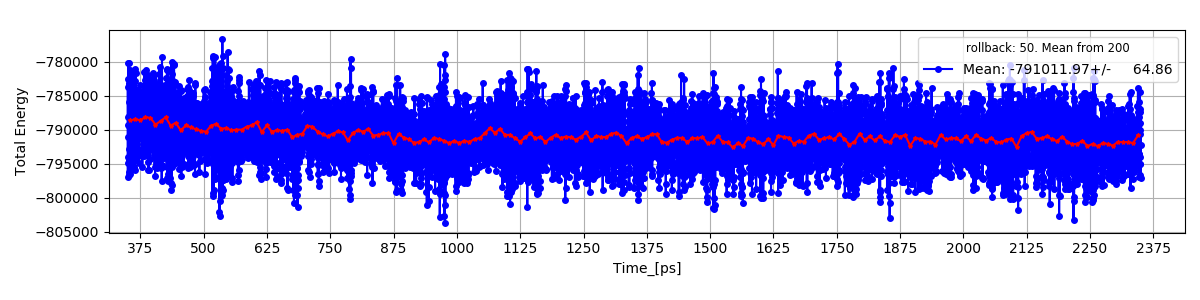 rollback: 50. Mean from 200
Mean: -791011.97+/- 64.86
Total Energy
−780000
−785000
−790000
−795000
−800000
−805000
375 500 625 750 875 1000 1125 1250 1375 1500 1625 1750 1875 2000 2125 2250 2375
Time_[ps]